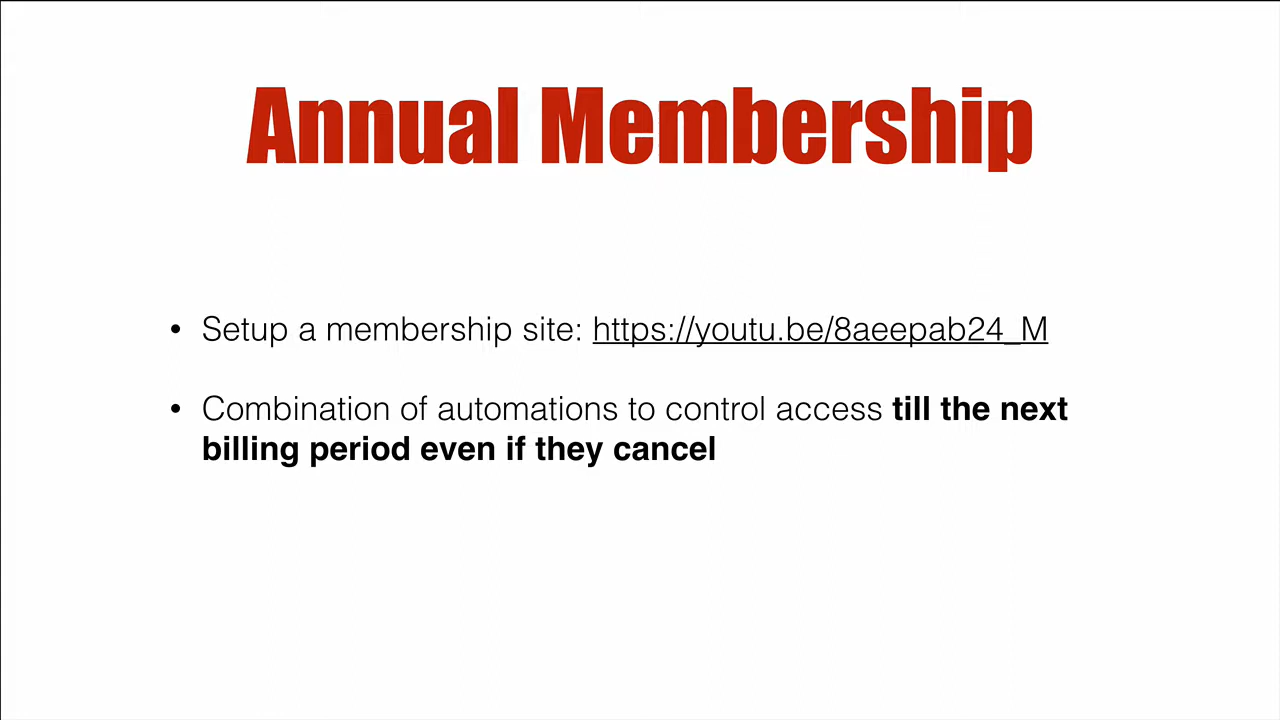 Annual Membership
• Setup a membership site: https://youtu.be/8aeepab24_M
• Combination of automations to control access till the next
billing period even if they cancel